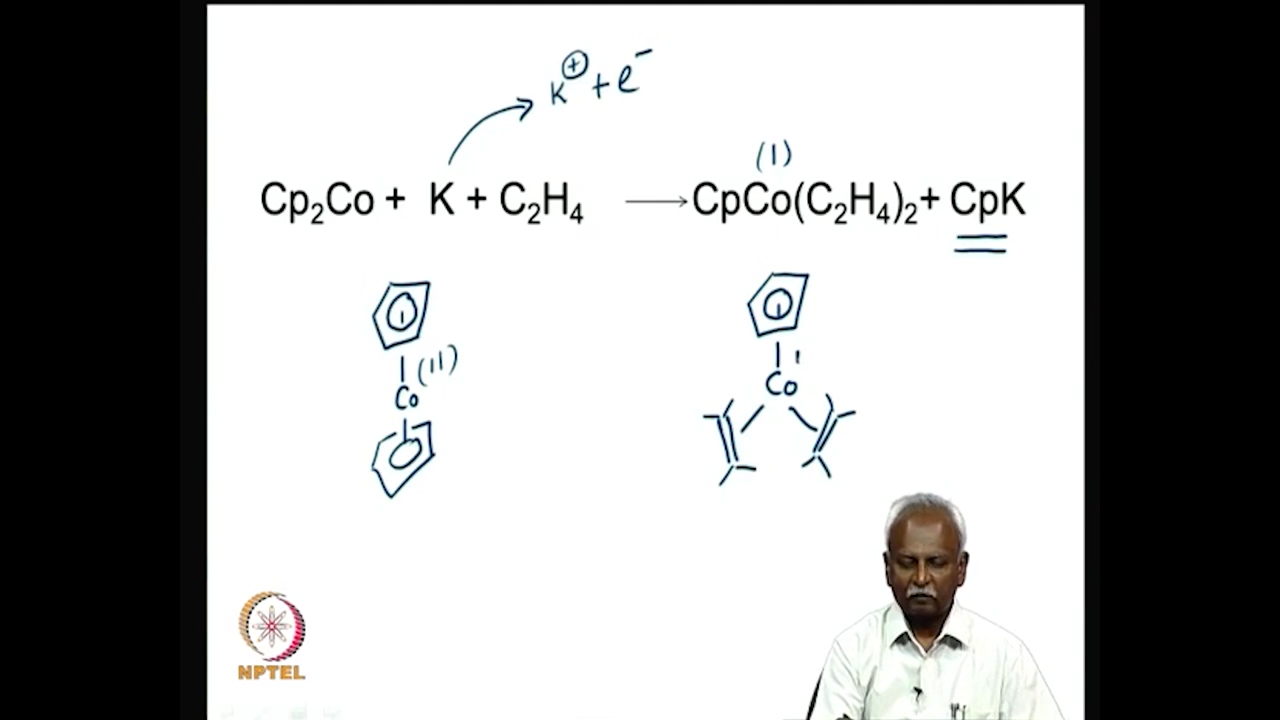 K⊕ + e⁻
(I)
Cp₂Co + K + C₂H₄ ⟶ CpCo(C₂H₄)₂ + CpK
Co (II)
Co I
NPTEL